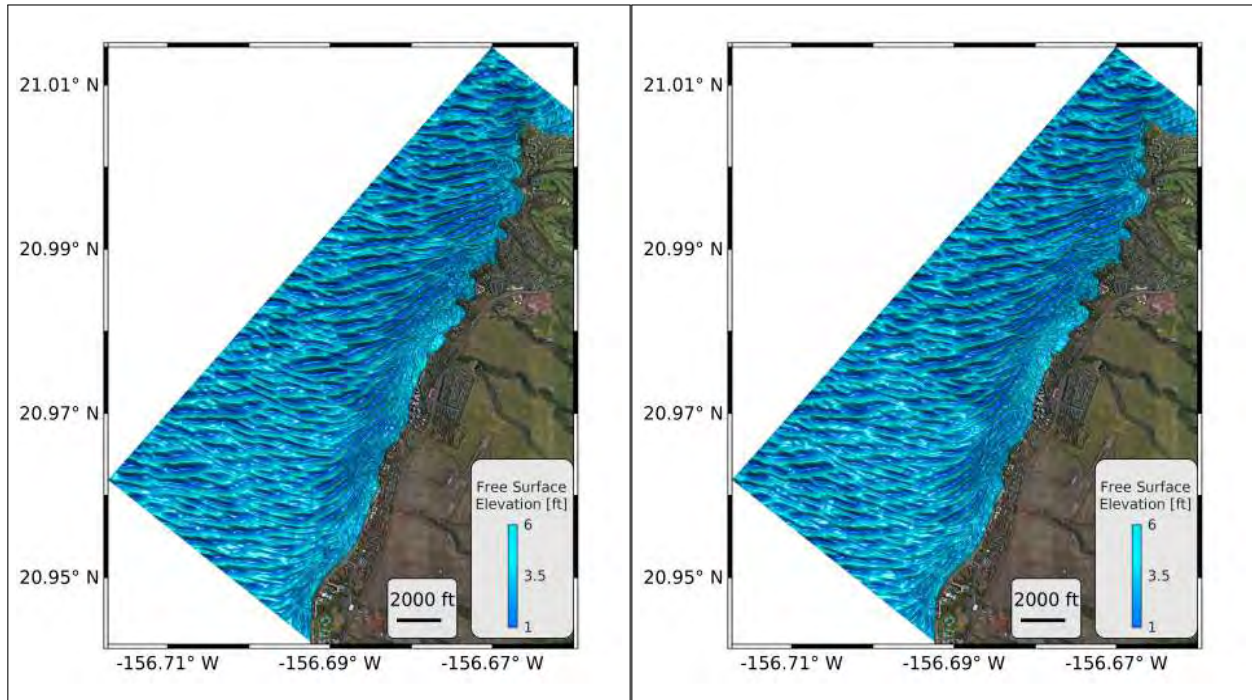 21.01° N
20.99° N
20.97° N
20.95° N
-156.71° W
-156.69° W
-156.67° W
2000 ft
Free Surface
Elevation [ft]
6
3.5
1
21.01° N
20.99° N
20.97° N
20.95° N
-156.71° W
-156.69° W
-156.67° W
2000 ft
Free Surface
Elevation [ft]
6
3.5
1